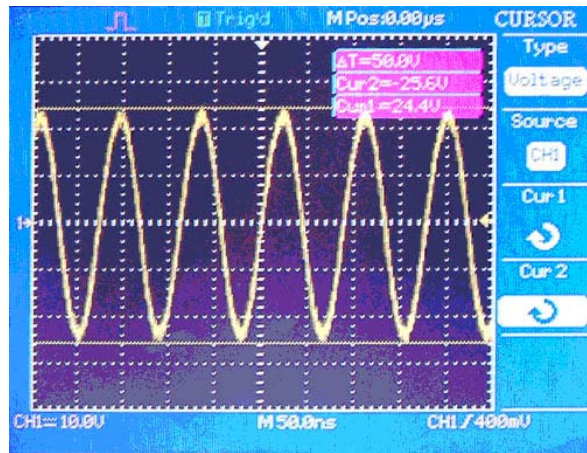 Trig'd M Pos:0.00µs CURSOR
Type
Voltage
ΔT=50.0V
Cur2=-25.6V
Cur1=24.4V
Source
CH1
Cur 1
1
Cur 2
CH1 10.0V M 50.0ns CH1 / 400mV